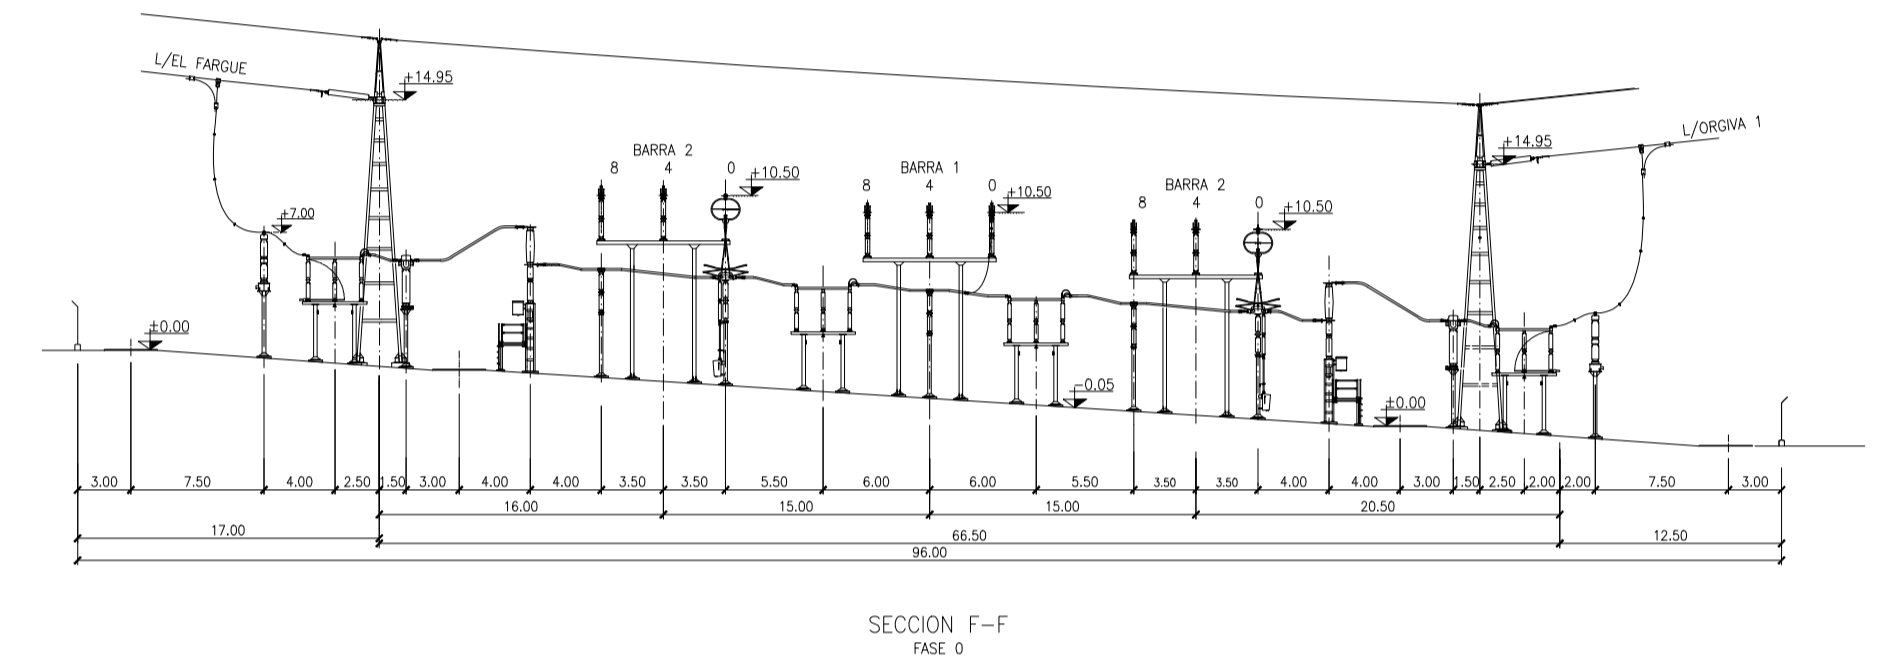 L/EL FARGUE
+14.95
L/ORGIVA 1
+14.95
BARRA 2
8 4 0
+10.50
BARRA 1
8 4 0
+10.50
BARRA 2
8 4 0
+10.50
+7.00
±0.00
-0.05
±0.00
3.00 7.50 4.00 2.50 1.50 3.00 4.00 4.00 3.50 3.50 5.50 6.00 6.00 5.50 3.50 3.50 4.00 4.00 3.00 1.50 2.50 2.00 2.00 7.50 3.00
16.00 15.00 15.00 20.50
17.00 66.50 12.50
96.00
SECCION F-F
FASE 0